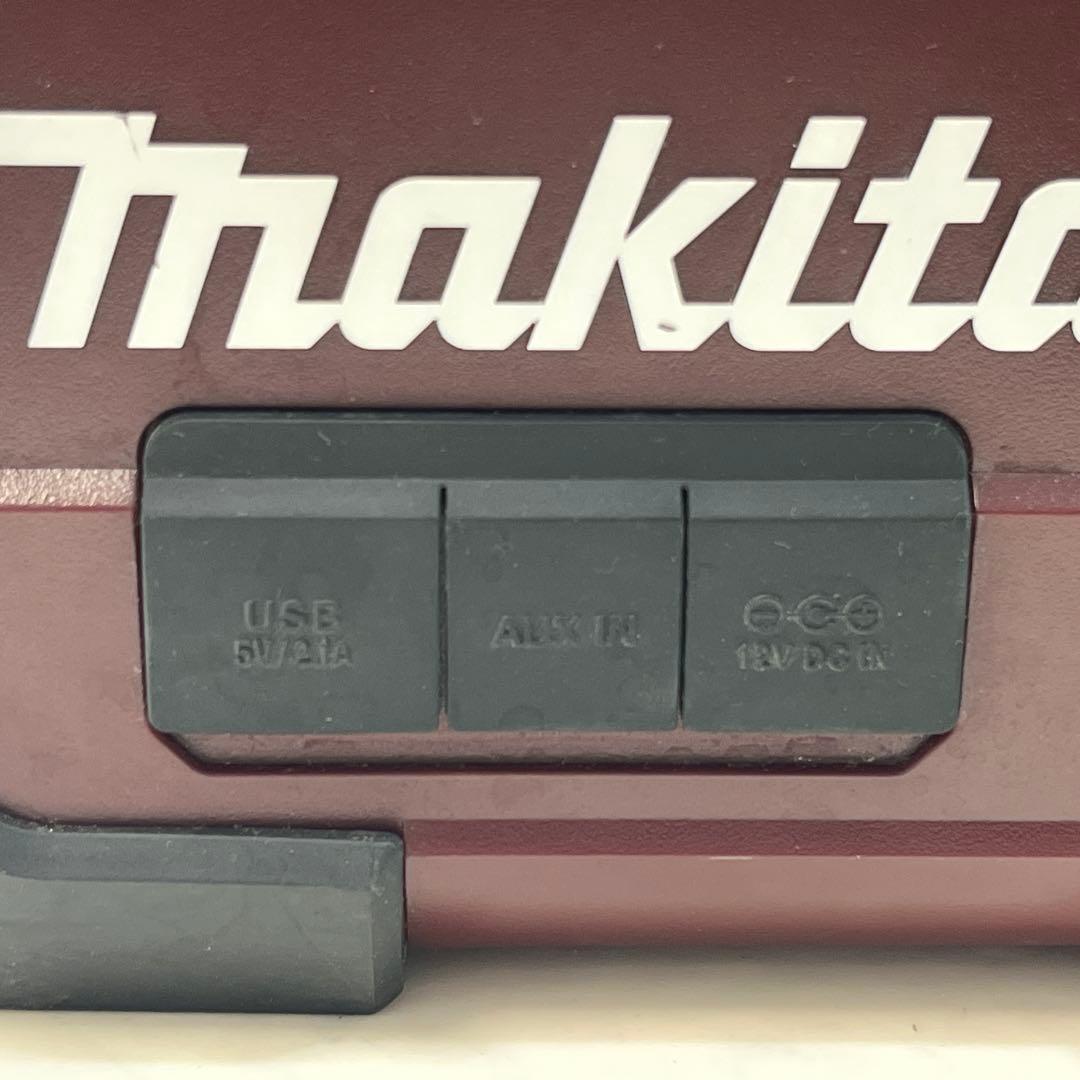 makita
USB
5V/2.1A
AUX IN
12V DC IN